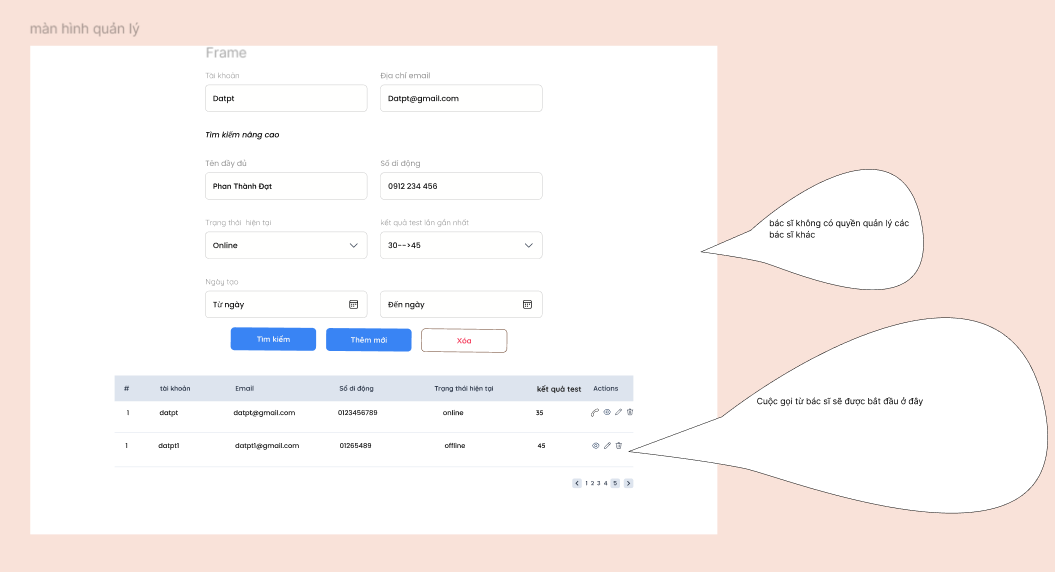 màn hình quản lý
Frame
Tài khoản Địa chỉ email
Datpt Datpt@gmail.com
Tìm kiếm nâng cao
Tên đầy đủ Số di động
Phan Thành Đạt 0912 234 456
Trạng thái hiện tại kết quả test lần gần nhất
Online 30-->45
Ngày tạo
Từ ngày Đến ngày
Tìm kiếm Thêm mới Xóa
# tài khoản Email Số di động Trạng thái hiện tại kết quả test Actions
1 datpt datpt@gmail.com 0123456789 online 35
1 datpt1 datpt1@gmail.com 01265489 offline 45
< 1 2 3 4 5 >
bác sĩ không có quyền quản lý các
bác sĩ khác
Cuộc gọi từ bác sĩ sẽ được bắt đầu ở đây